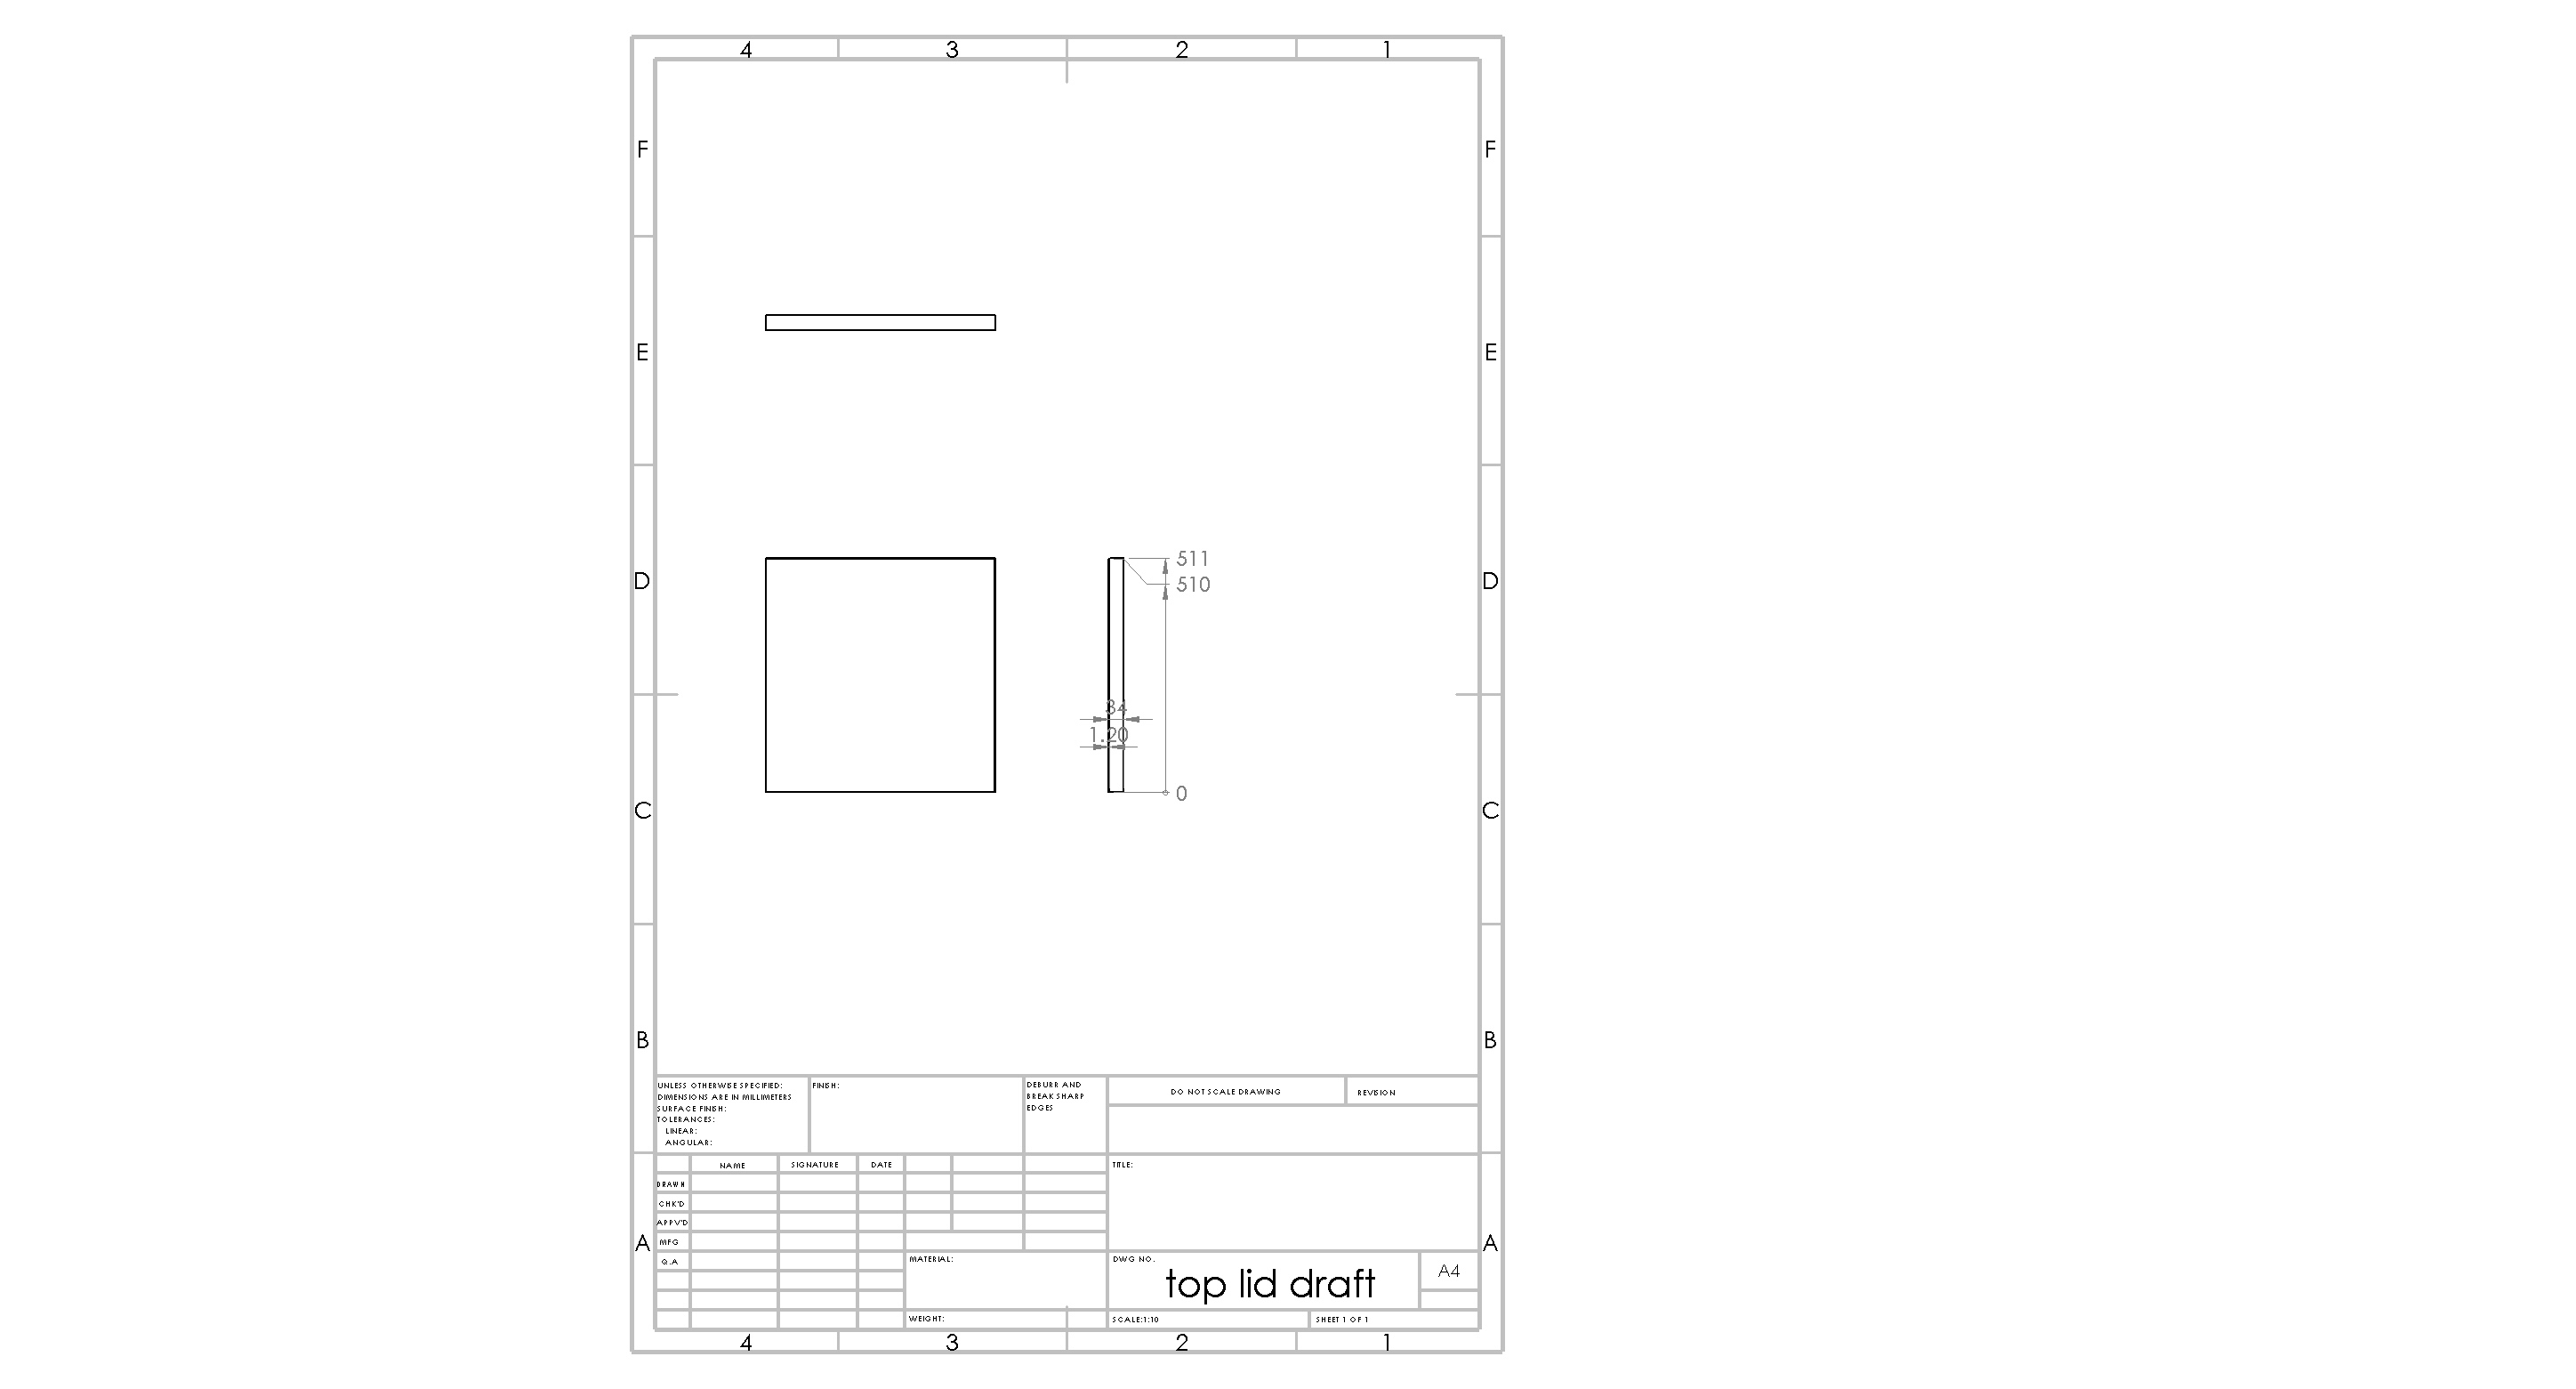 4 3 2 1
F F
E E
511
D 510 D
34
1.20
0
C C
B B
UNLESS OTHERWISE SPECIFIED:
DIMENSIONS ARE IN MILLIMETERS
SURFACE FINISH:
TOLERANCES:
LINEAR:
ANGULAR:
FINISH:
DEBURR AND
BREAK SHARP
EDGES
DO NOT SCALE DRAWING
REVISION
NAME SIGNATURE DATE
DRAWN
CHK'D
APPV'D
MFG
Q.A
TITLE:
A A
MATERIAL:
DWG NO.
top lid draft
A4
WEIGHT:
SCALE:1:10
SHEET 1 OF 1
4 3 2 1